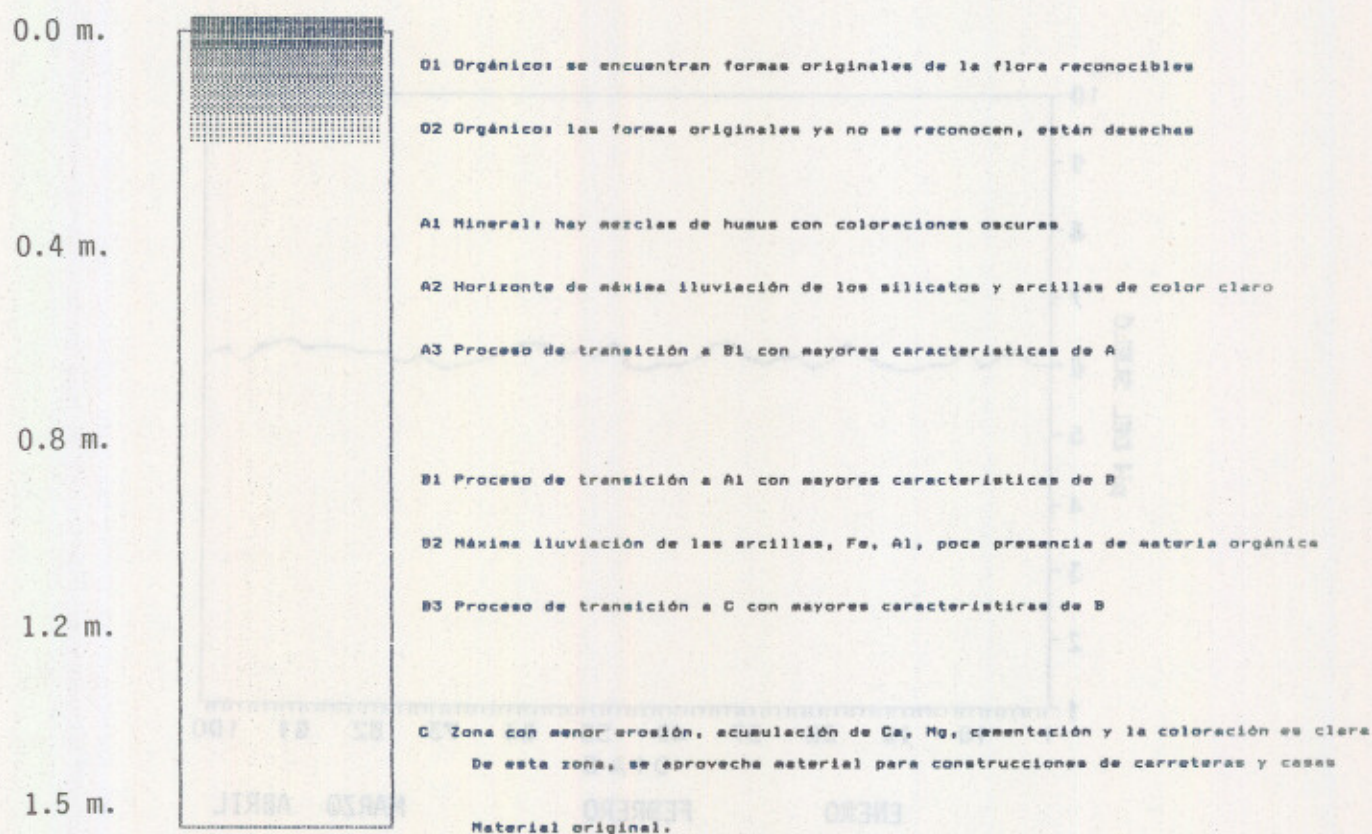 0.0 m.
O1 Orgánico: se encuentran formas originales de la flora reconocibles
O2 Orgánico: las formas originales ya no se reconocen, están desechas
A1 Mineral: hay mezclas de humus con coloraciones oscuras
0.4 m.
A2 Horizonte de máxima iluviación de los silicatos y arcillas de color claro
A3 Proceso de transición a B1 con mayores características de A
0.8 m.
B1 Proceso de transición a A1 con mayores características de B
B2 Máxima iluviación de las arcillas, Fe, Al, poca presencia de materia orgánica
B3 Proceso de transición a C con mayores características de B
1.2 m.
C Zona con menor erosión, acumulación de Ca, Mg, cementación y la coloración es clara
De esta zona, se aprovecha material para construcciones de carreteras y casas
1.5 m.
Material original.